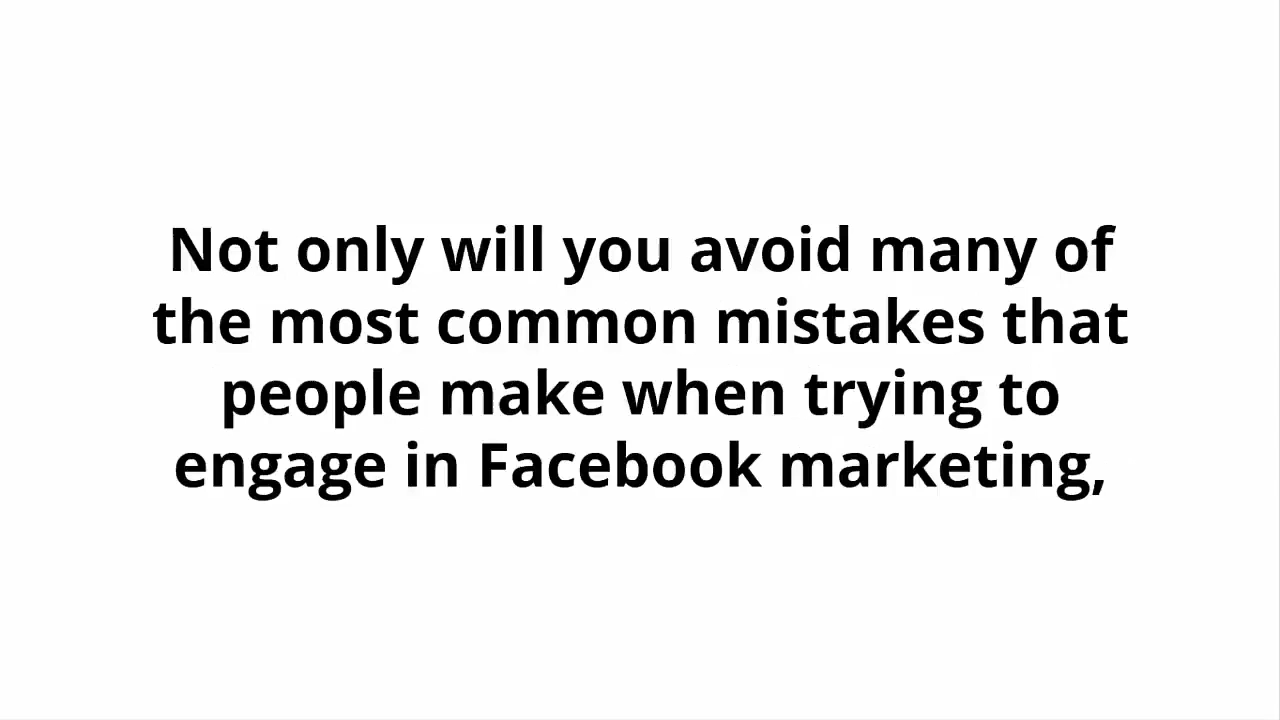 Not only will you avoid many of
the most common mistakes that
people make when trying to
engage in Facebook marketing,